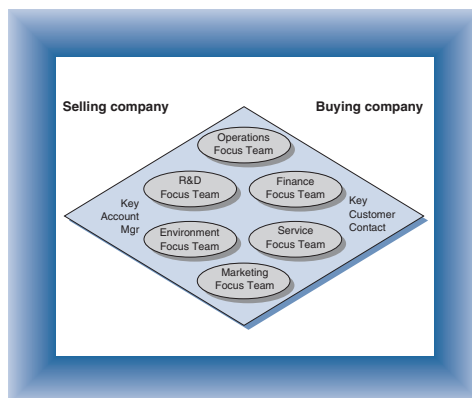 Selling company
Buying company
Operations
Focus Team
R&D
Focus Team
Finance
Focus Team
Key
Account
Mgr
Key
Customer
Contact
Environment
Focus Team
Service
Focus Team
Marketing
Focus Team